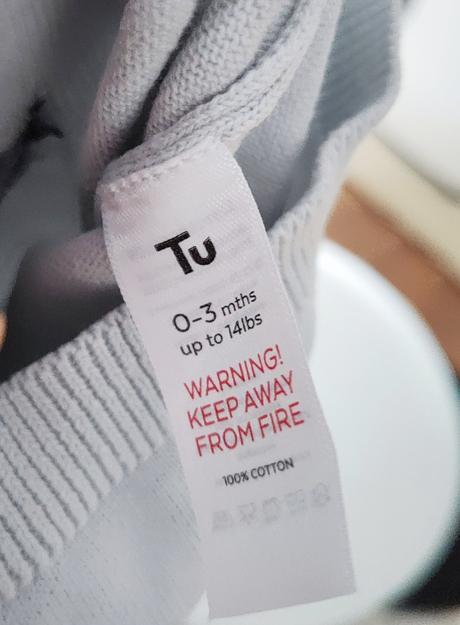 Tu
0-3 mths
up to 14lbs
WARNING!
KEEP AWAY
FROM FIRE
100% COTTON